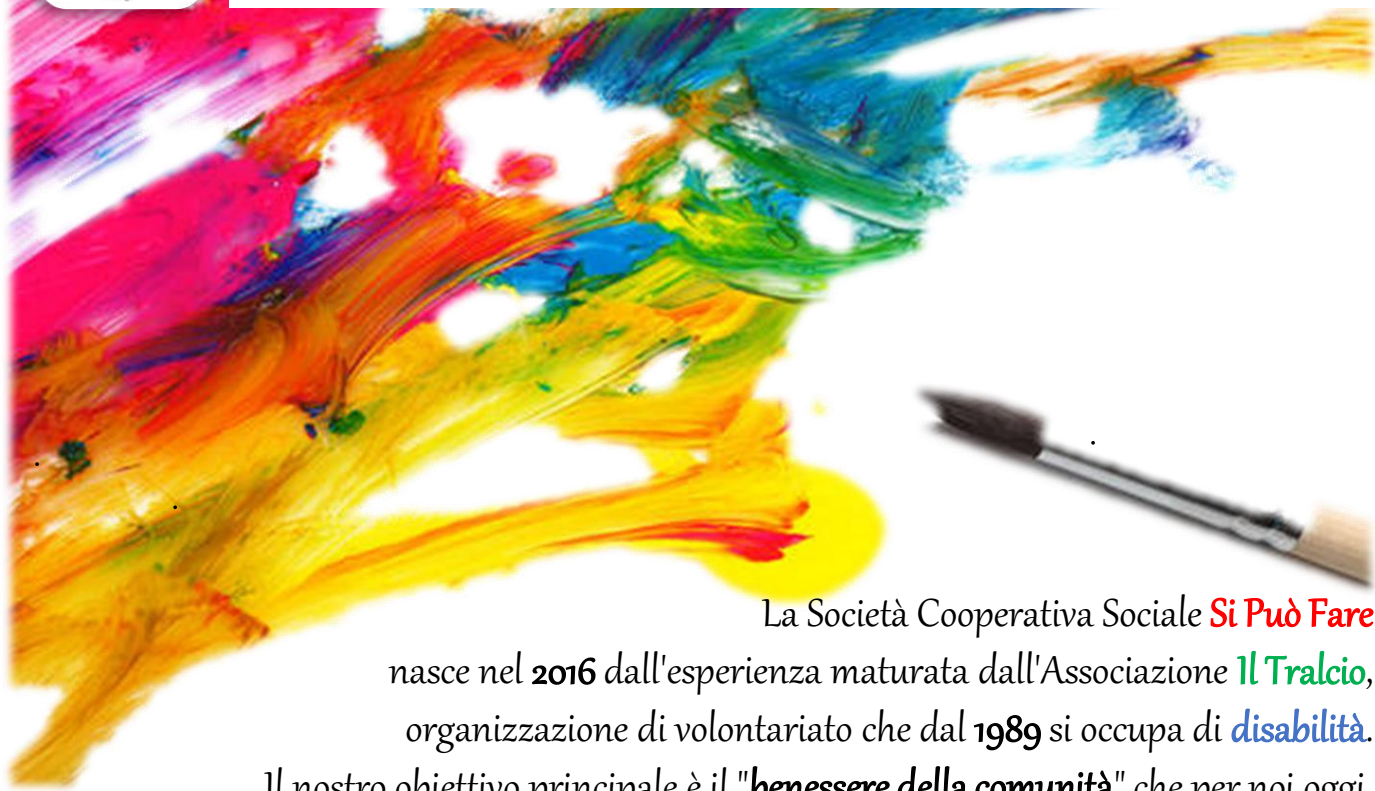 La Società Cooperativa Sociale Si Può Fare
nasce nel 2016 dall'esperienza maturata dall'Associazione Il Tralcio,
organizzazione di volontariato che dal 1989 si occupa di disabilità.
Il nostro obiettivo principale è il "benessere della comunità" che per noi oggi